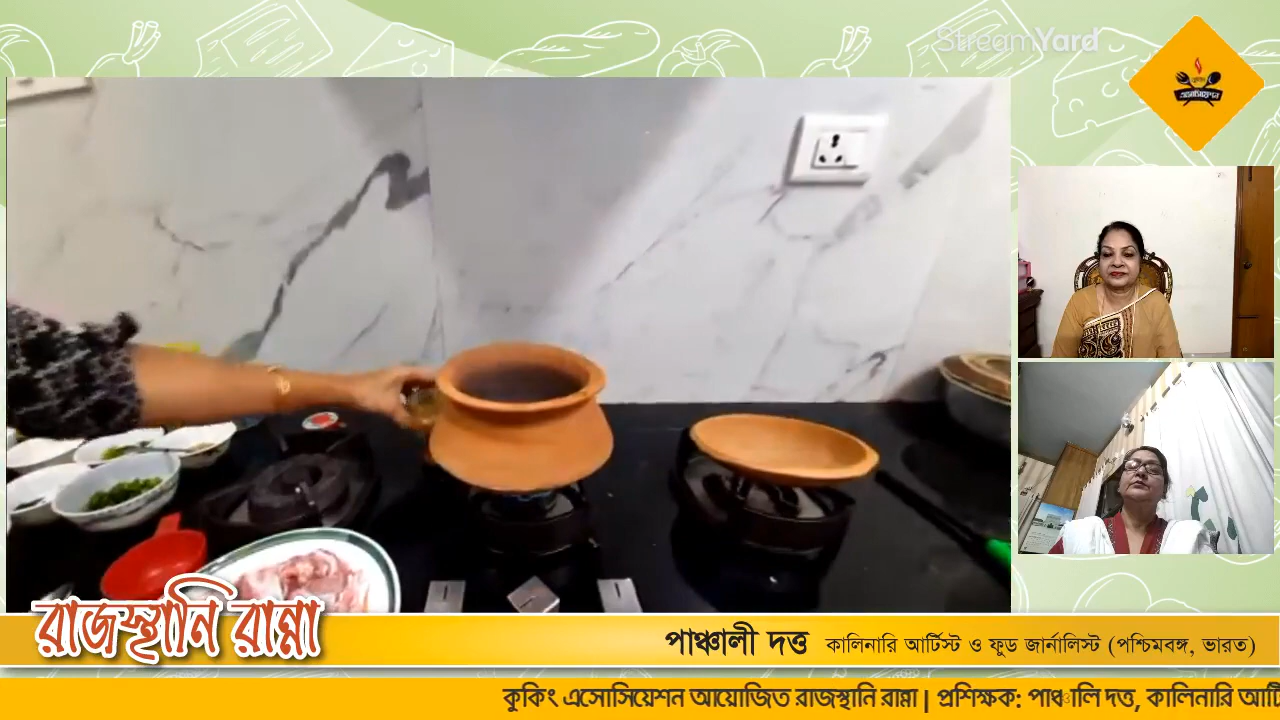 StreamYard
রাজস্থানি রান্না
পাঞ্চালী দত্ত কালিনারি আর্টিস্ট ও ফুড জার্নালিস্ট (পশ্চিমবঙ্গ, ভারত)
কুকিং এসোসিয়েশন আয়োজিত রাজস্থানি রান্না | প্রশিক্ষক: পাঞ্চালি দত্ত, কালিনারি আর্টি